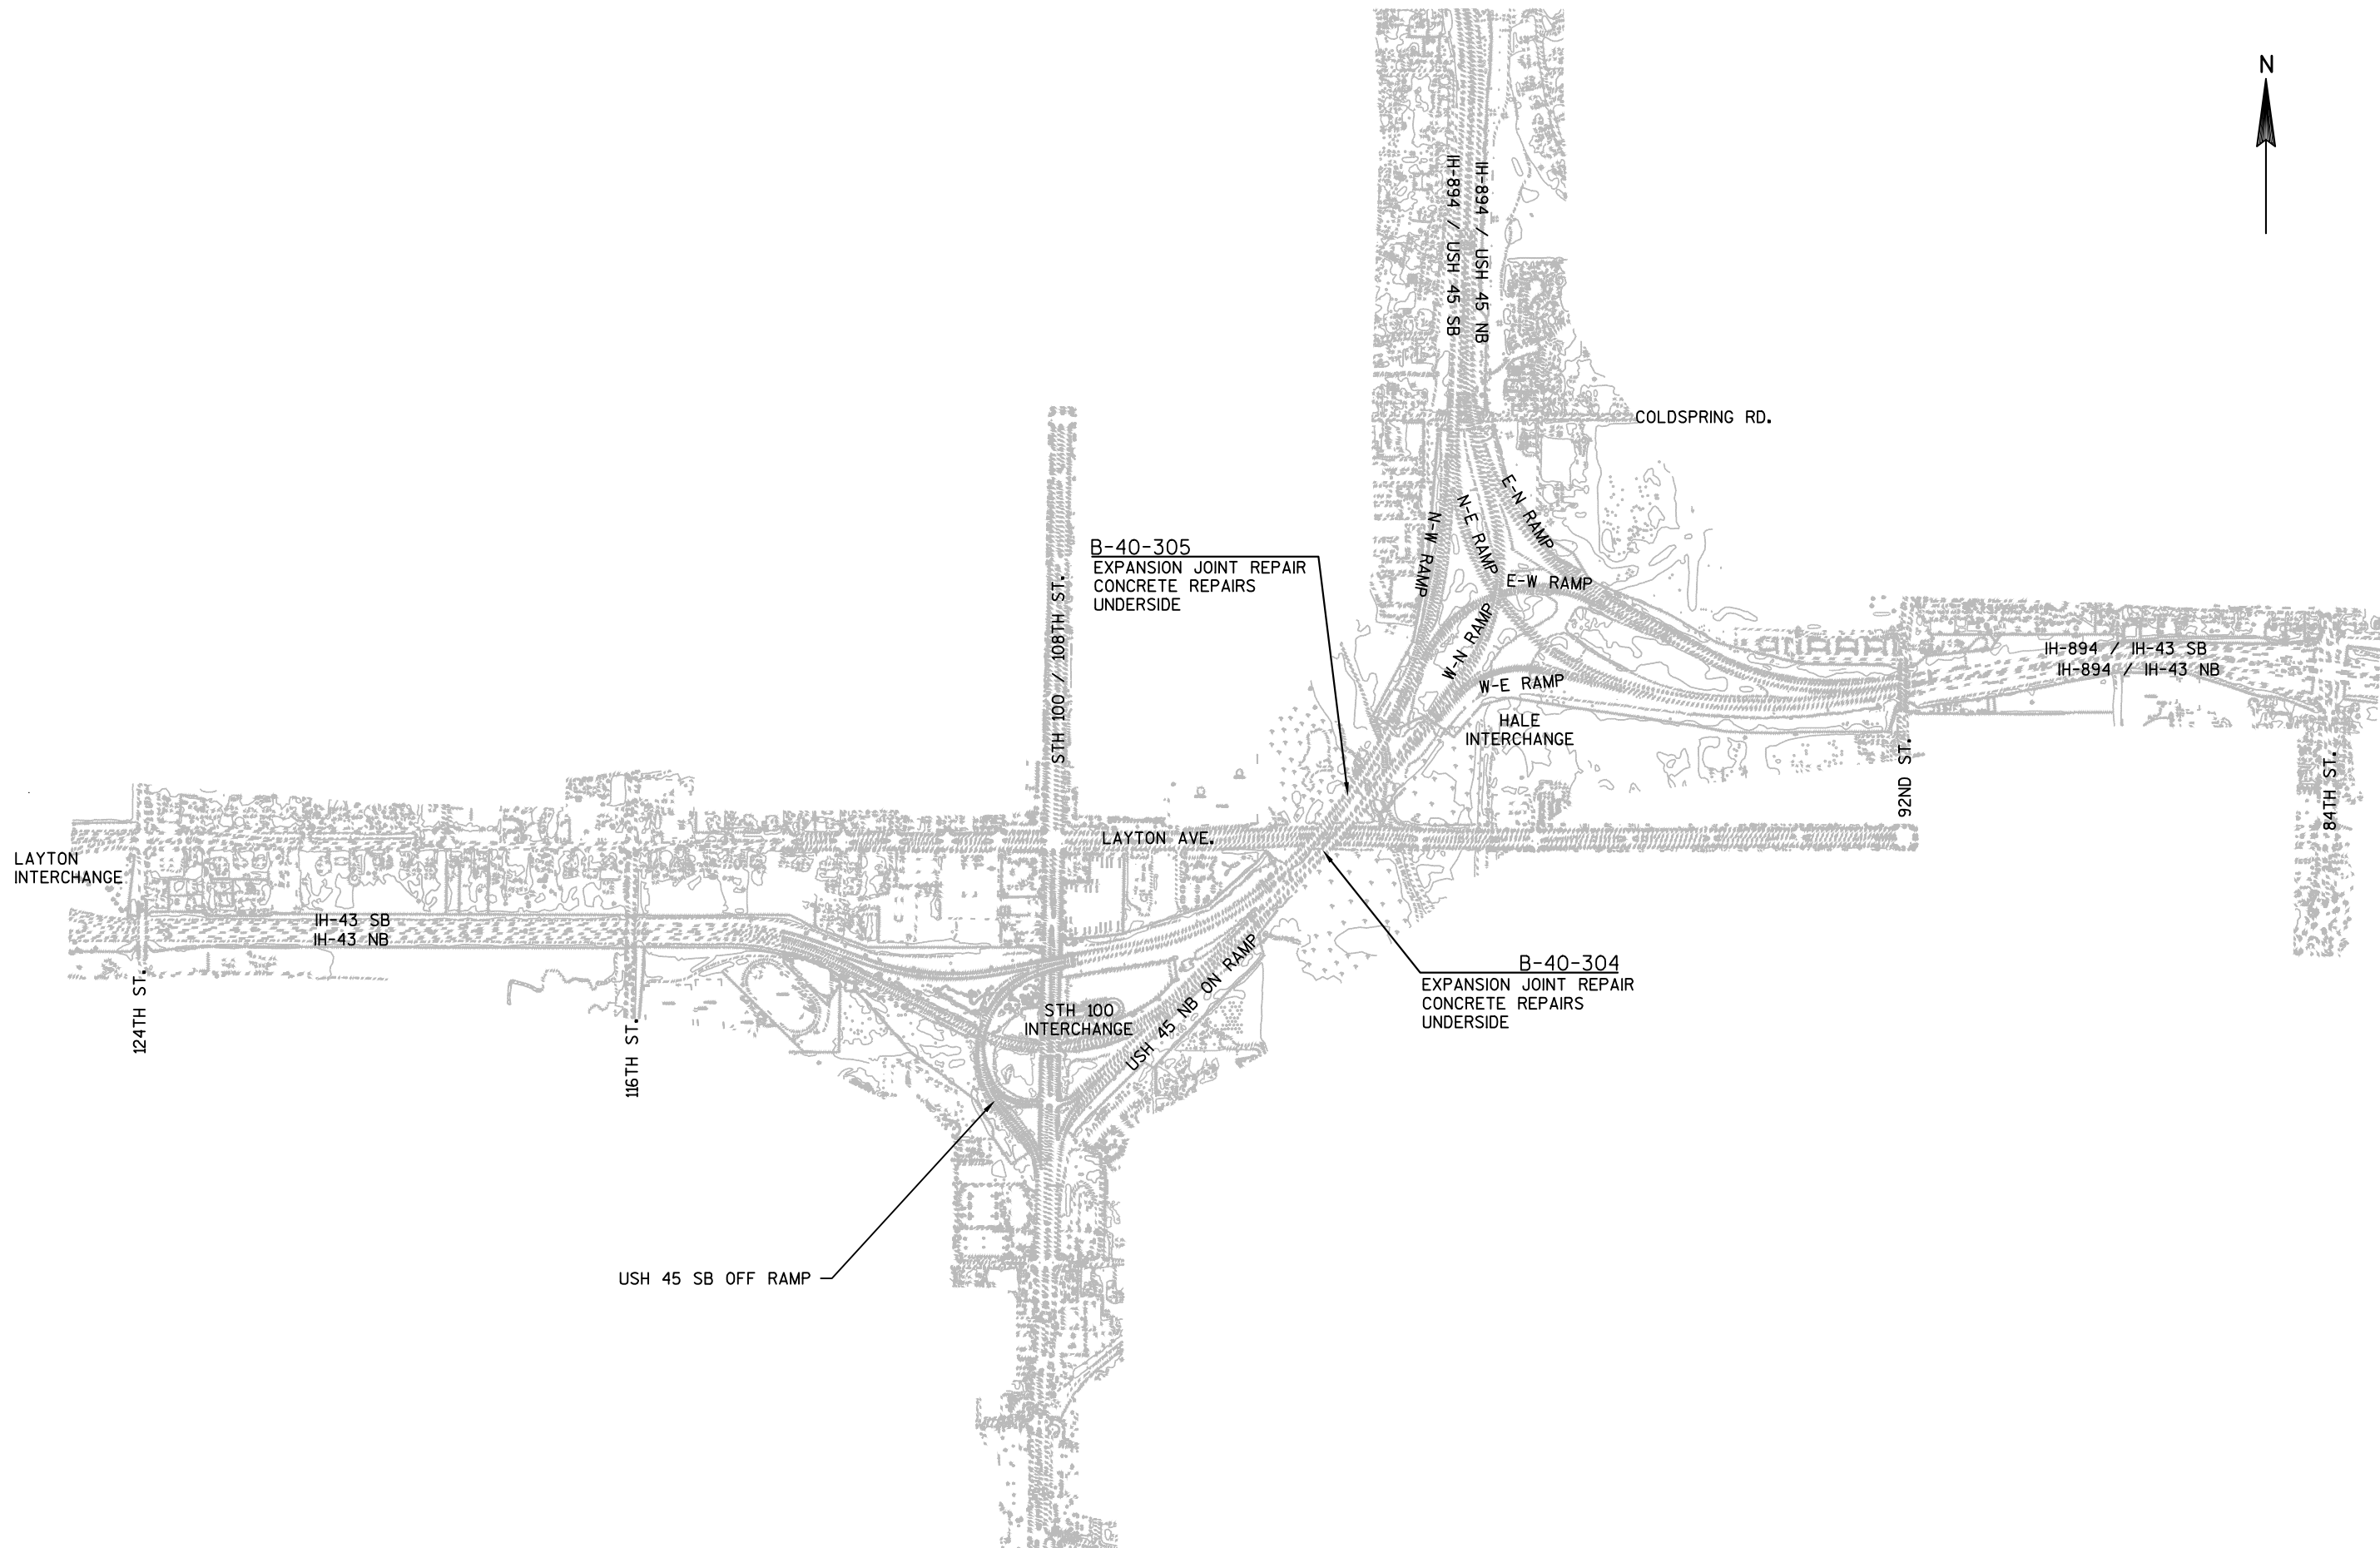 N
IH-894 / USH 45 SB
IH-894 / USH 45 NB
COLDSPRING RD.
E-N RAMP
N-E RAMP
N-W RAMP
B-40-305
EXPANSION JOINT REPAIR
CONCRETE REPAIRS
UNDERSIDE
STH 100 / 108TH ST.
E-W RAMP
W-N RAMP
W-E RAMP
IH-894 / IH-43 SB
IH-894 / IH-43 NB
HALE
INTERCHANGE
92ND ST.
84TH ST.
LAYTON AVE.
LAYTON
INTERCHANGE
IH-43 SB
IH-43 NB
B-40-304
EXPANSION JOINT REPAIR
CONCRETE REPAIRS
UNDERSIDE
USH 45 NB ON RAMP
STH 100
INTERCHANGE
124TH ST.
116TH ST.
USH 45 SB OFF RAMP